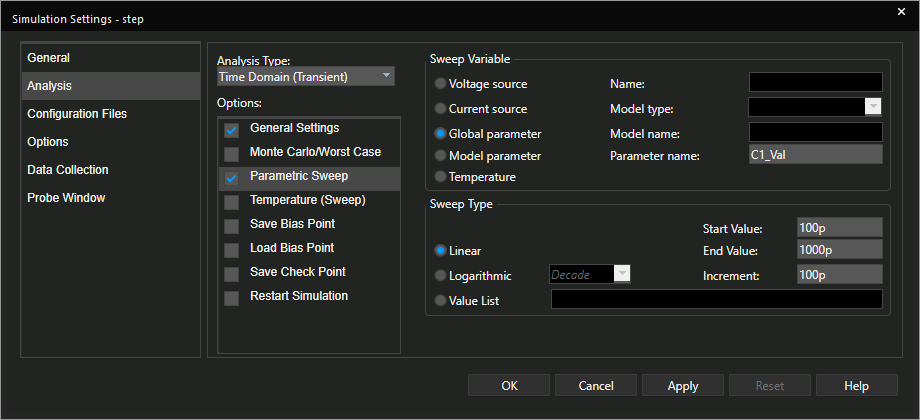 Simulation Settings - step
General
Analysis
Configuration Files
Options
Data Collection
Probe Window
Analysis Type:
Time Domain (Transient)
Options:
General Settings
Monte Carlo/Worst Case
Parametric Sweep
Temperature (Sweep)
Save Bias Point
Load Bias Point
Save Check Point
Restart Simulation
Sweep Variable
Voltage source Name:
Current source Model type:
Global parameter Model name:
Model parameter Parameter name: C1_Val
Temperature
Sweep Type
Start Value: 100p
Linear End Value: 1000p
Logarithmic Decade Increment: 100p
Value List
OK Cancel Apply Reset Help